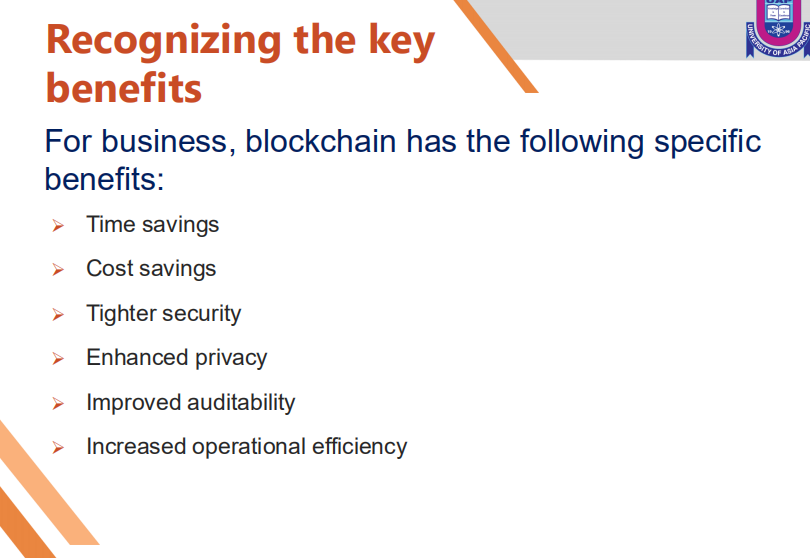 Recognizing the key
benefits
UNIVERSITY OF ASIA PACIFIC
For business, blockchain has the following specific
benefits:
Time savings
Cost savings
Tighter security
Enhanced privacy
Improved auditability
Increased operational efficiency